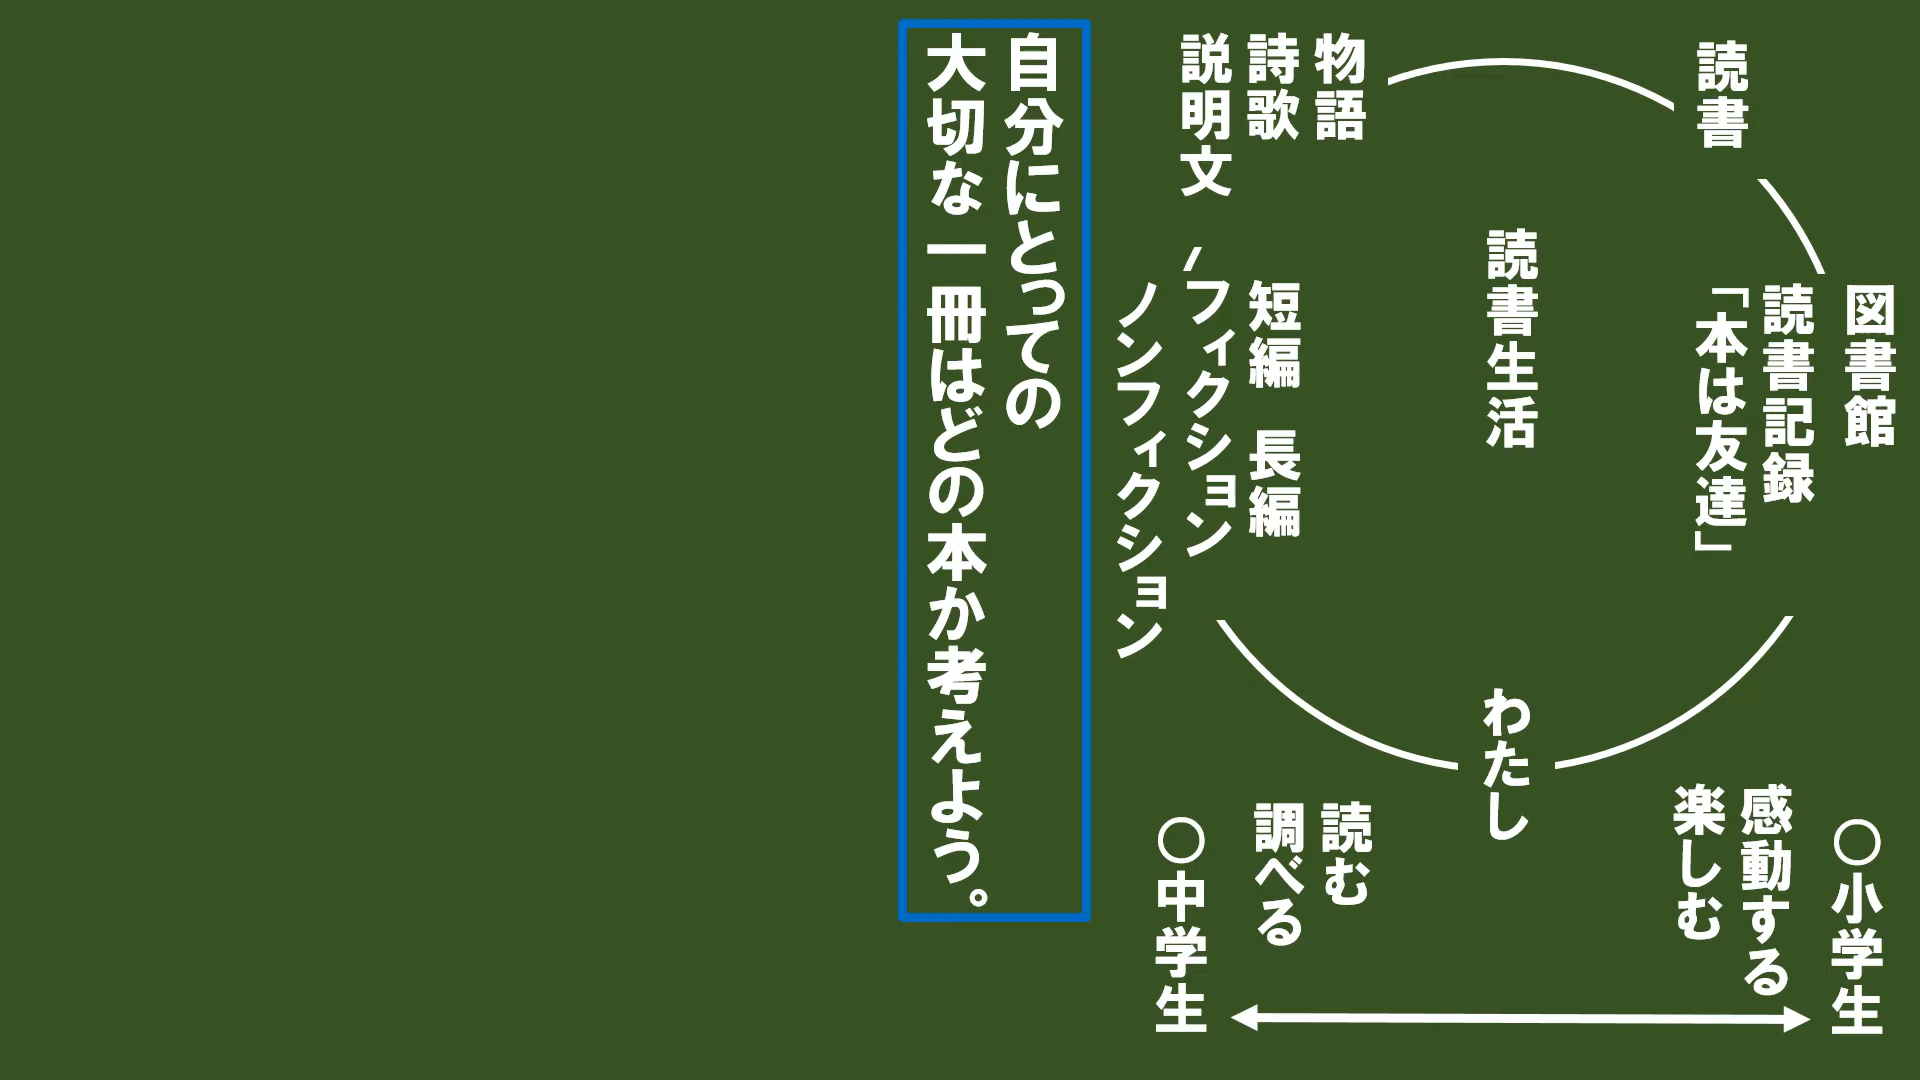 読書
図書館
読書記録
「本は友達」
読書生活
物語
詩歌
説明文
短編 長編
フィクション
ノンフィクション
わたし
○小学生
感動する
楽しむ
読む
調べる
○中学生
自分にとっての
大切な一冊はどの本か考えよう。